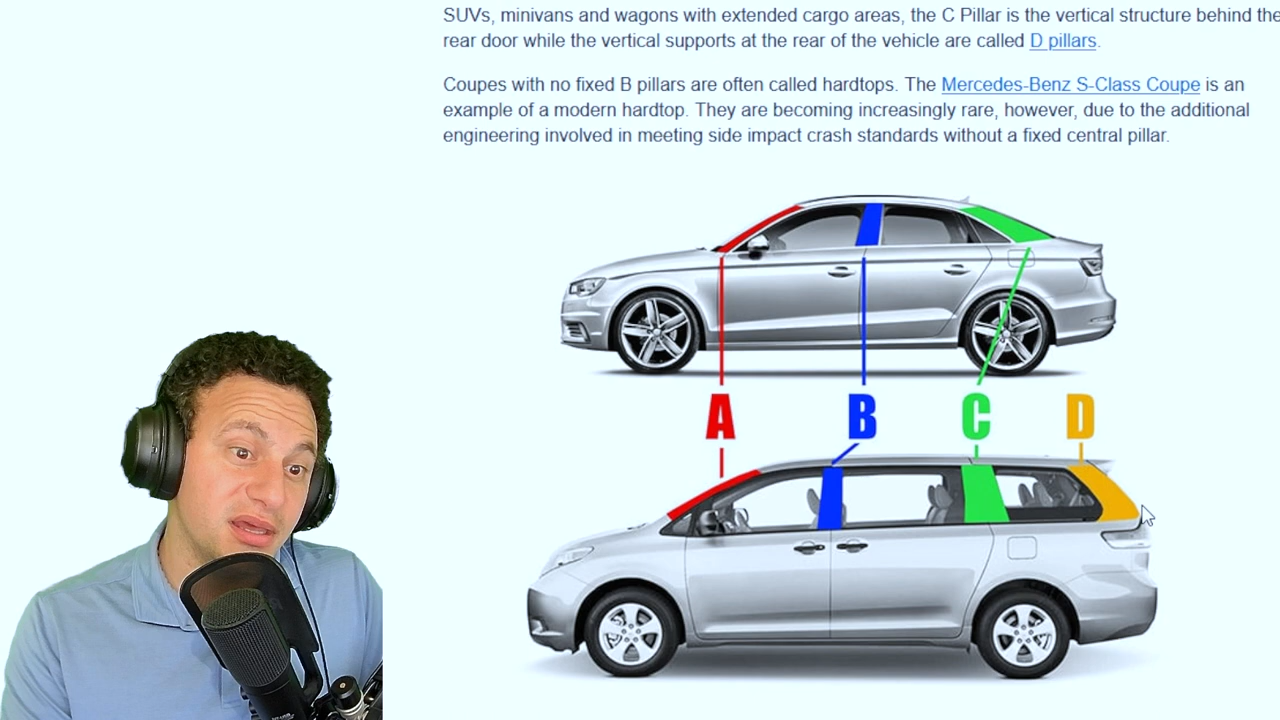 SUVs, minivans and wagons with extended cargo areas, the C Pillar is the vertical structure behind the
rear door while the vertical supports at the rear of the vehicle are called D pillars.
Coupes with no fixed B pillars are often called hardtops. The Mercedes-Benz S-Class Coupe is an
example of a modern hardtop. They are becoming increasingly rare, however, due to the additional
engineering involved in meeting side impact crash standards without a fixed central pillar.
A B C D